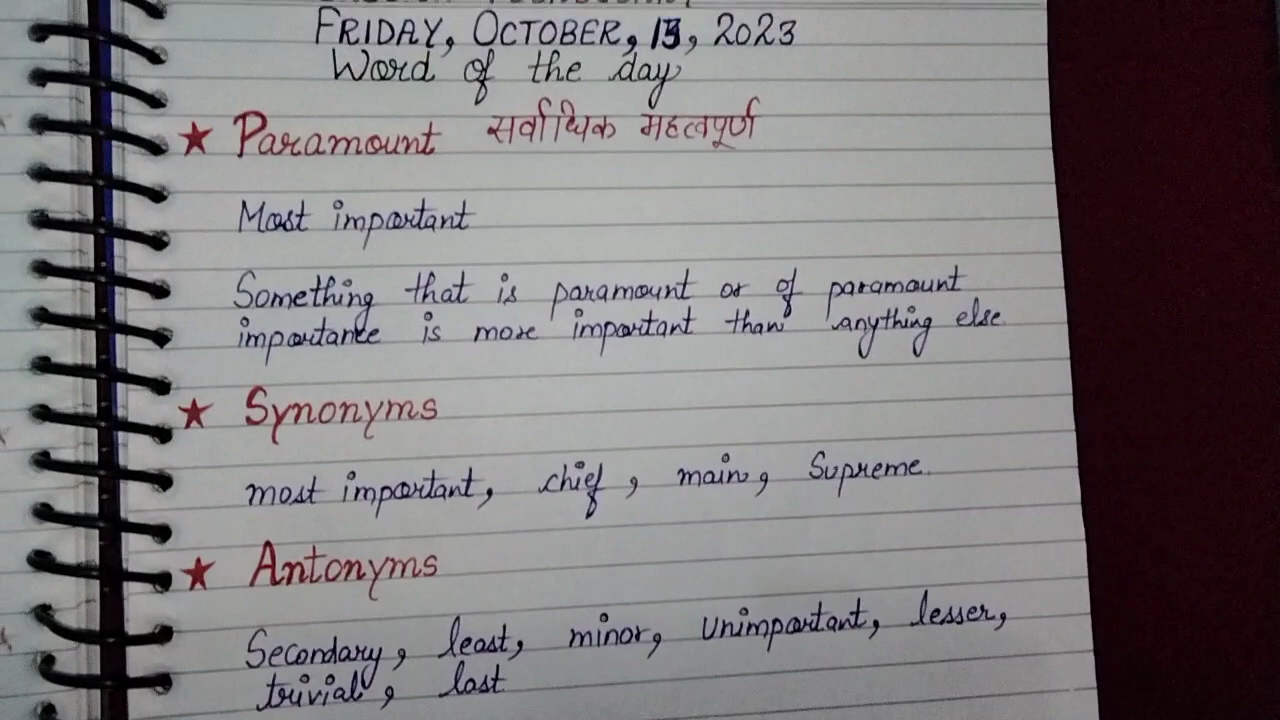 FRIDAY, OCTOBER, 13, 2023
Word of the day
★ Paramount सर्वाधिक महत्वपूर्ण
Most important
Something that is paramount or of paramount
importance is more important than anything else
★ Synonyms
most important, chief, main, Supreme.
★ Antonyms
Secondary, least, minor, Unimportant, lesser,
trivial, last